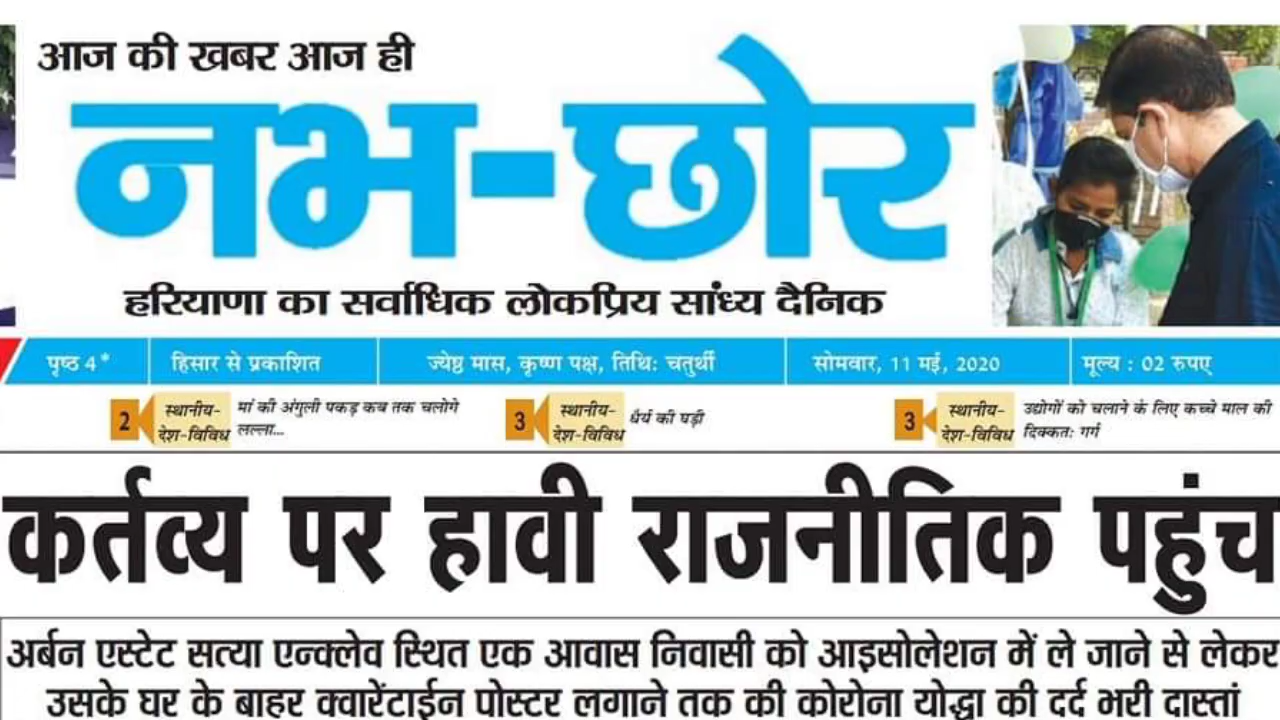 आज की खबर आज ही
नभ-छोर
हरियाणा का सर्वाधिक लोकप्रिय सांध्य दैनिक
पृष्ठ 4*
हिसार से प्रकाशित
ज्येष्ठ मास, कृष्ण पक्ष, तिथि: चतुर्थी
सोमवार, 11 मई, 2020
मूल्य : 02 रुपए
2
स्थानीय-
देश-विविध
मां की अंगुली पकड़ कब तक चलोगे
लल्ला...
3
स्थानीय-
देश-विविध
धैर्य की घड़ी
3
स्थानीय-
देश-विविध
उद्योगों को चलाने के लिए कच्चे माल की
दिक्कत: गर्ग
कर्तव्य पर हावी राजनीतिक पहुंच
अर्बन एस्टेट सत्या एन्क्लेव स्थित एक आवास निवासी को आइसोलेशन में ले जाने से लेकर
उसके घर के बाहर क्वारेंटाईन पोस्टर लगाने तक की कोरोना योद्धा की दर्द भरी दास्तां